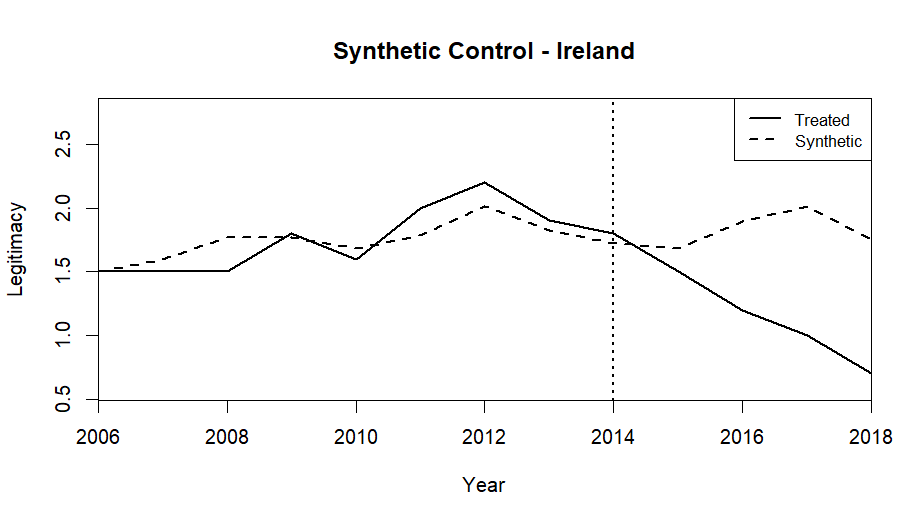 Synthetic Control - Ireland
Treated
Synthetic
Legitimacy
2.5
2.0
1.5
1.0
0.5
2006 2008 2010 2012 2014 2016 2018
Year